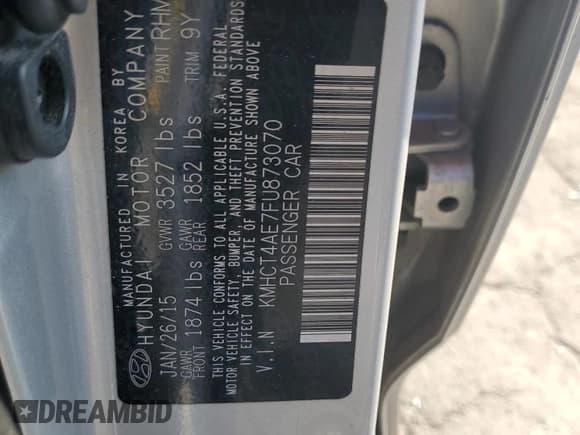 MANUFACTURED IN KOREA BY
HYUNDAI MOTOR COMPANY
JAN/26/15 GVWR 3527 lbs PAINT RHM
GAWR FRONT 1874 lbs GAWR REAR 1852 lbs TRIM 9Y
THIS VEHICLE CONFORMS TO ALL APPLICABLE U.S.A. FEDERAL
MOTOR VEHICLE SAFETY, BUMPER, AND THEFT PREVENTION STANDARDS
IN EFFECT ON THE DATE OF MANUFACTURE SHOWN ABOVE
V.I.N KMHCT4AE7FU873070
PASSENGER CAR
DREAMBID